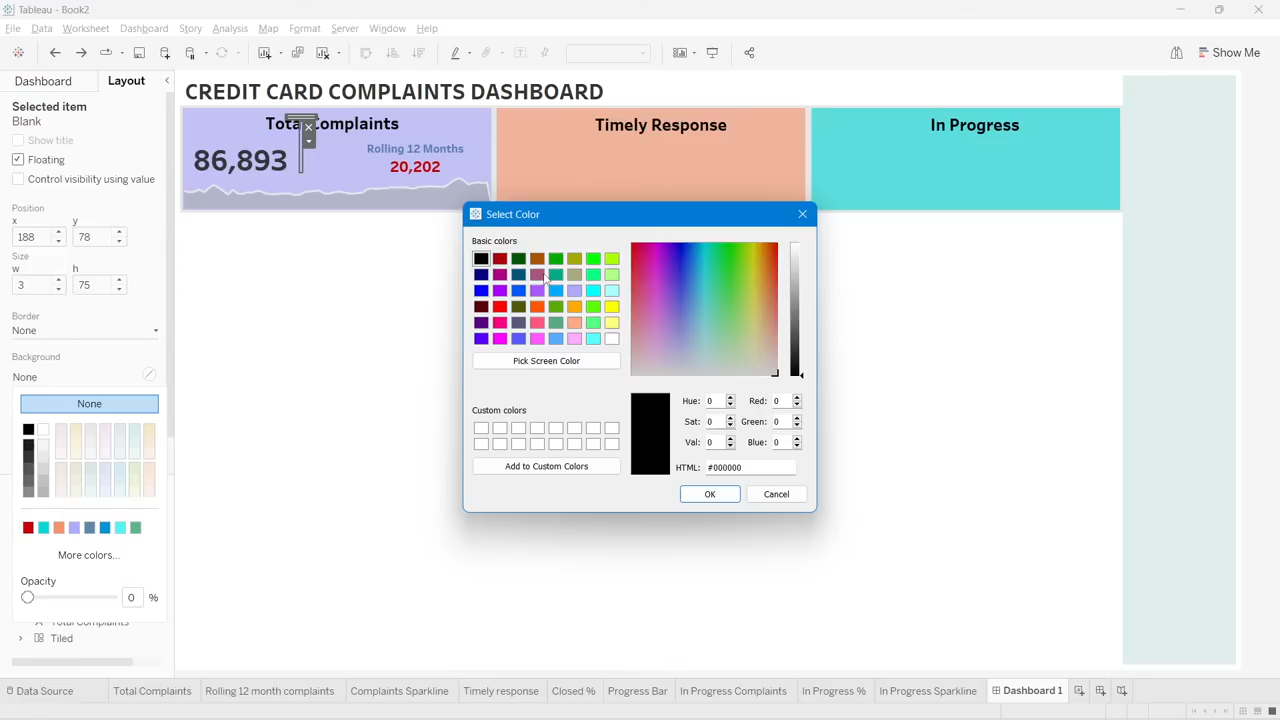 Tableau - Book2
File Data Worksheet Dashboard Story Analysis Map Format Server Window Help
Show Me
Dashboard Layout
Selected item
Blank
Show title
Floating
Control visibility using value
Position
x y
188 78
Size
w h
3 75
Border
None
Background
None
None
More colors...
Opacity
0 %
Total Complaints
Tiled
CREDIT CARD COMPLAINTS DASHBOARD
Total Complaints
86,893
Rolling 12 Months
20,202
Timely Response
In Progress
Select Color
Basic colors
Pick Screen Color
Custom colors
Add to Custom Colors
Hue: 0 Red: 0
Sat: 0 Green: 0
Val: 0 Blue: 0
HTML: #000000
OK Cancel
Data Source Total Complaints Rolling 12 month complaints Complaints Sparkline Timely response Closed % Progress Bar In Progress Complaints In Progress % In Progress Sparkline Dashboard 1